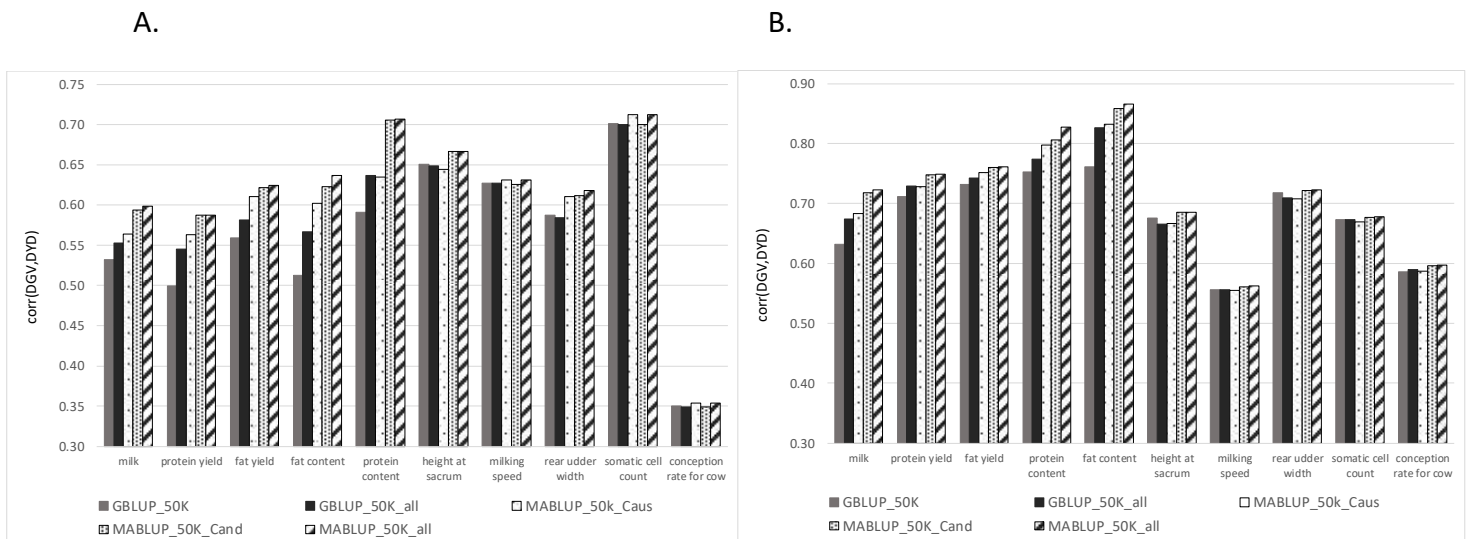 A.
corr(DGV,DYD)
0.75
0.70
0.65
0.60
0.55
0.50
0.45
0.40
0.35
0.30
milk
protein yield
fat yield
fat content
protein
content
height at
sacrum
milking
speed
rear udder
width
somatic cell
count
conception
rate for cow
GBLUP_50K
GBLUP_50K_all
MABLUP_50k_Caus
MABLUP_50K_Cand
MABLUP_50K_all
B.
corr(DGV,DYD)
0.90
0.80
0.70
0.60
0.50
0.40
0.30
milk
protein yield
fat yield
protein
content
fat content
height at
sacrum
milking
speed
rear udder
width
somatic cell
count
conception
rate for cow
GBLUP_50K
GBLUP_50K_all
MABLUP_50k_Caus
MABLUP_50K_Cand
MABLUP_50K_all